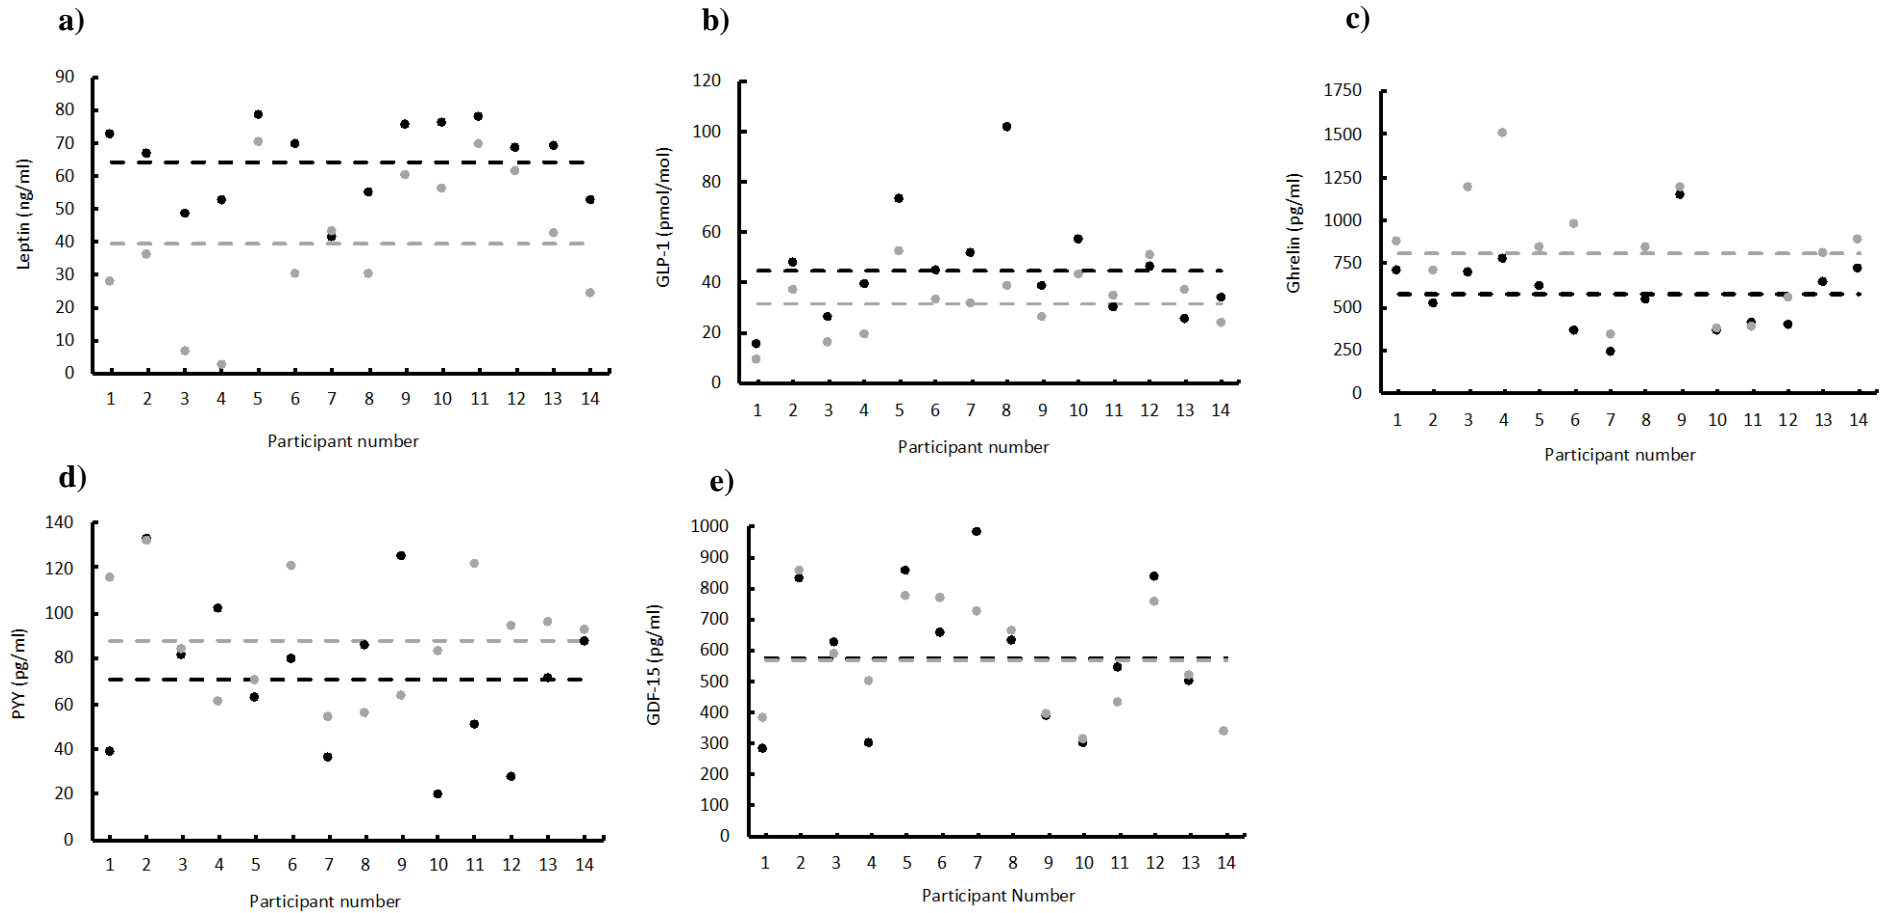 a)
90
80
70
60
50
40
30
20
10
0
Leptin (ng/ml)
1 2 3 4 5 6 7 8 9 10 11 12 13 14
Participant number
b)
120
100
80
60
40
20
0
GLP-1 (pmol/mol)
1 2 3 4 5 6 7 8 9 10 11 12 13 14
Participant number
c)
1750
1500
1250
1000
750
500
250
0
Ghrelin (pg/ml)
1 2 3 4 5 6 7 8 9 10 11 12 13 14
Participant number
d)
140
120
100
80
60
40
20
0
PYY (pg/ml)
1 2 3 4 5 6 7 8 9 10 11 12 13 14
Participant number
e)
1000
900
800
700
600
500
400
300
200
100
0
GDF-15 (pg/ml)
1 2 3 4 5 6 7 8 9 10 11 12 13 14
Participant Number